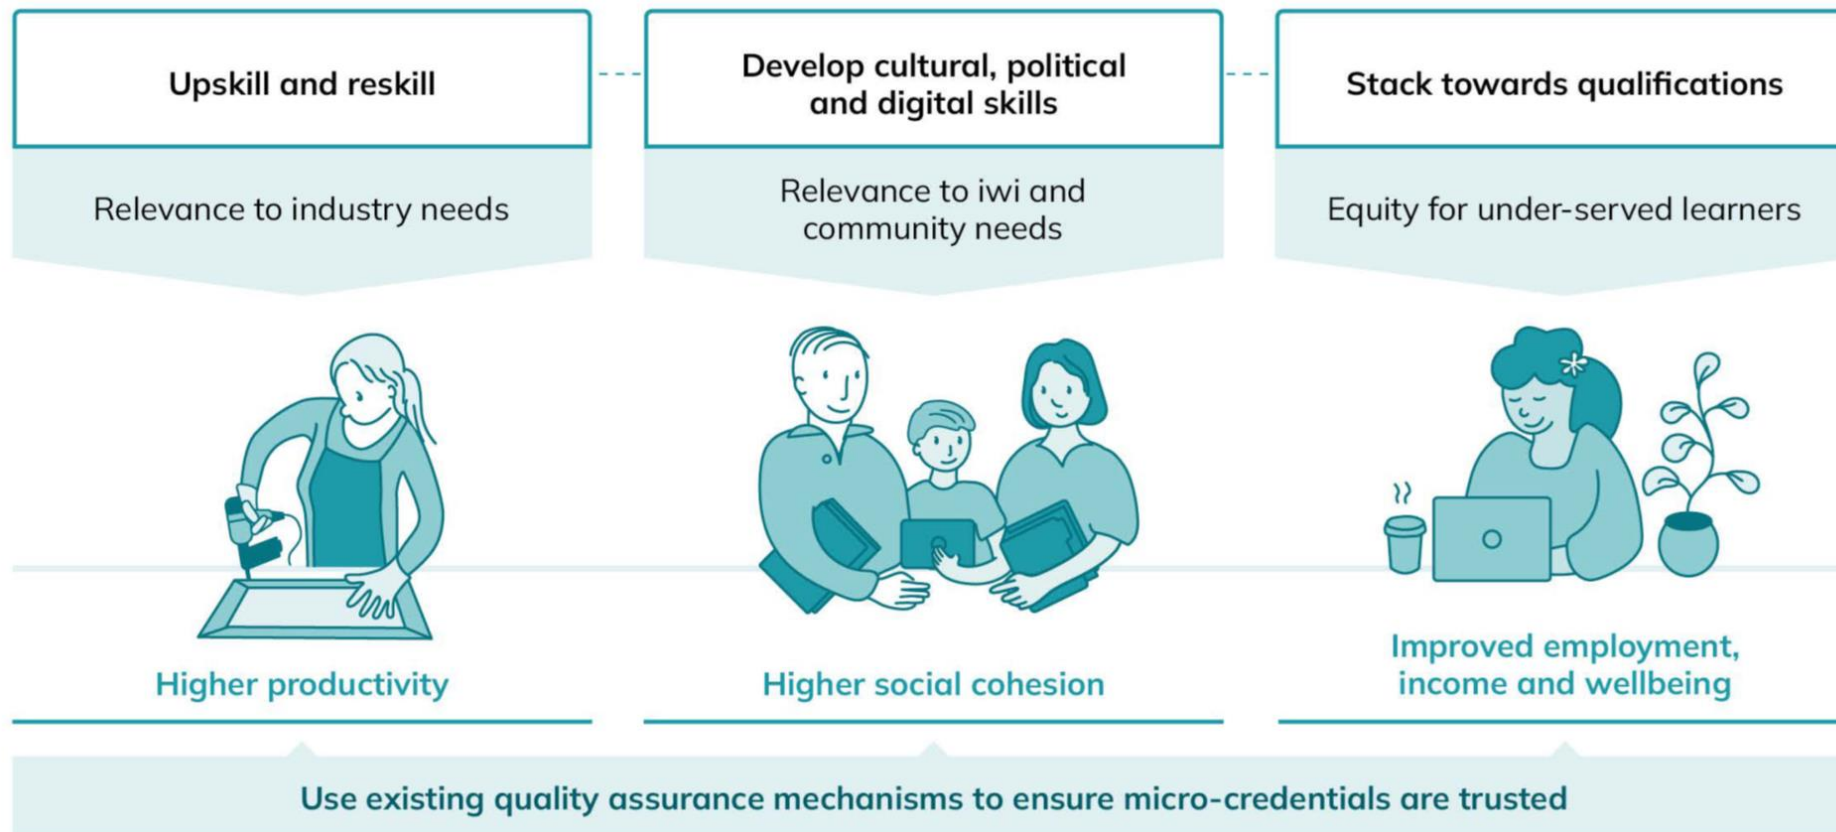 Upskill and reskill
Develop cultural, political
and digital skills
Stack towards qualifications
Relevance to industry needs
Relevance to iwi and
community needs
Equity for under-served learners
Higher productivity
Higher social cohesion
Improved employment,
income and wellbeing
Use existing quality assurance mechanisms to ensure micro-credentials are trusted